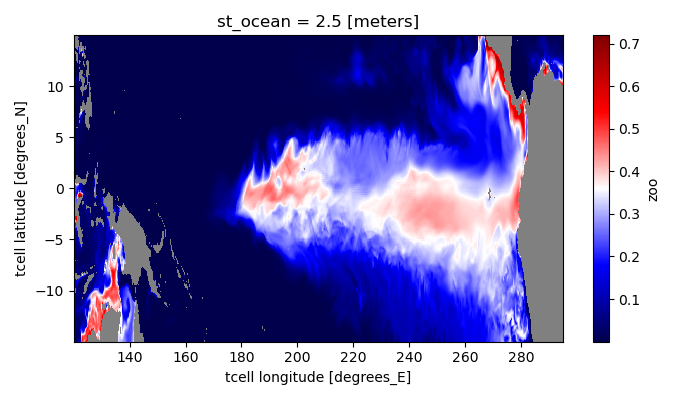 st_ocean = 2.5 [meters]
10
5
0
−5
−10
tcell latitude [degrees_N]
140 160 180 200 220 240 260 280
tcell longitude [degrees_E]
0.7
0.6
0.5
0.4
0.3
0.2
0.1
zoo